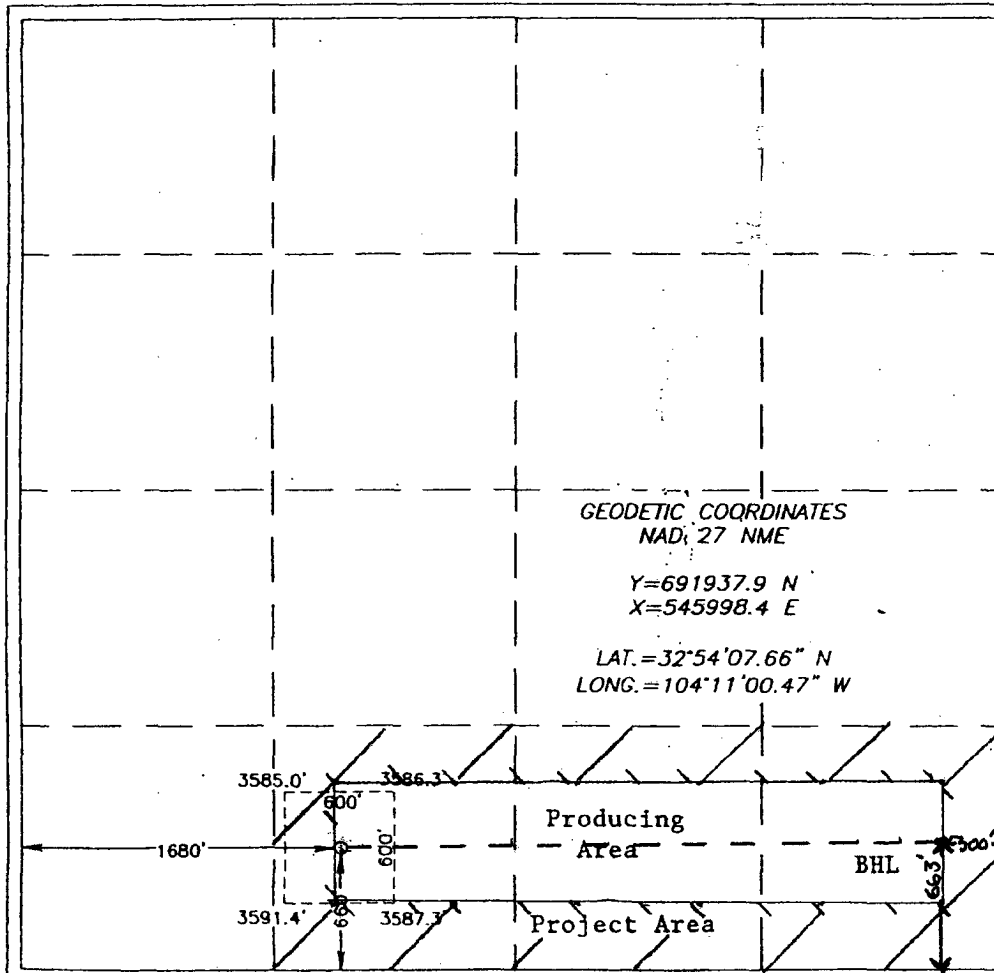 GEODETIC COORDINATES
NAD 27 NME
Y=691937.9 N
X=545998.4 E
LAT.=32°54'07.66" N
LONG.=104°11'00.47" W
3585.0'
3586.3'
600'
Producing
Area
600'
1680'
BHL
300'
663'
3591.4'
660'
3587.3'
Project Area